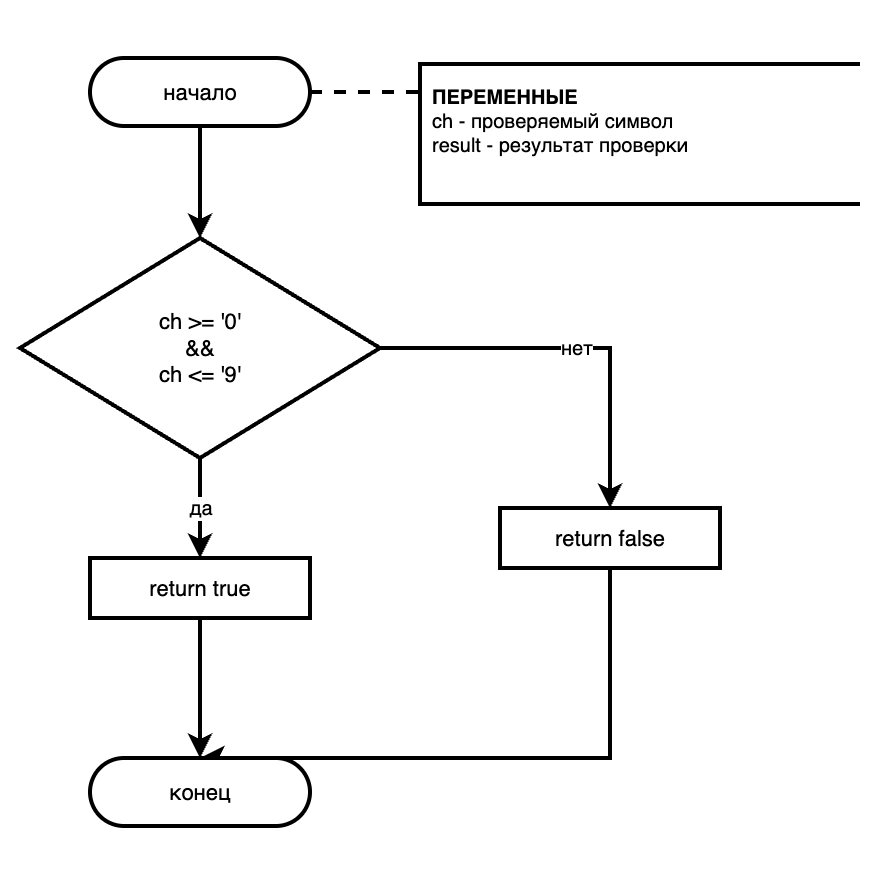 начало
ПЕРЕМЕННЫЕ
ch - проверяемый символ
result - результат проверки
ch >= '0'
&&
ch <= '9'
нет
да
return false
return true
конец